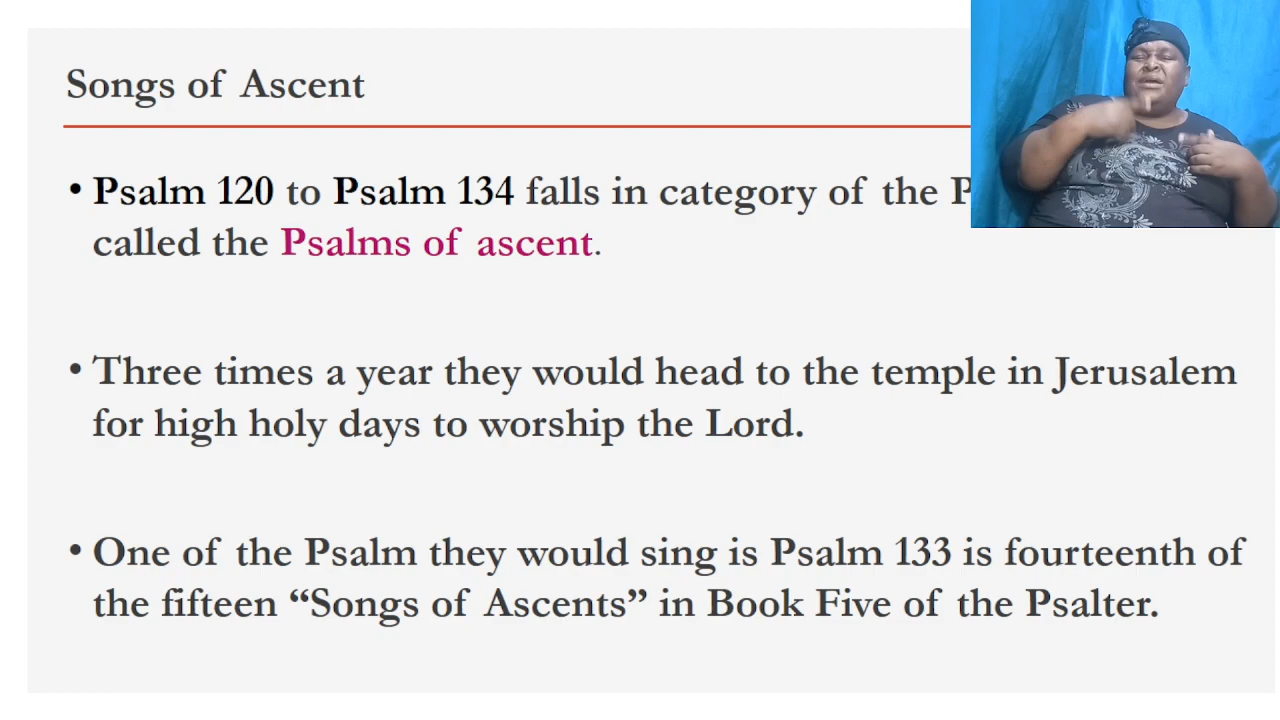 Songs of Ascent
• Psalm 120 to Psalm 134 falls in category of the
called the Psalms of ascent.
• Three times a year they would head to the temple in Jerusalem
for high holy days to worship the Lord.
• One of the Psalm they would sing is Psalm 133 is fourteenth of
the fifteen “Songs of Ascents” in Book Five of the Psalter.